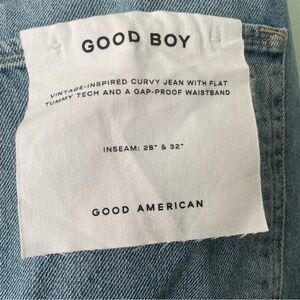 GOOD BOY
VINTAGE-INSPIRED CURVY JEAN WITH FLAT
TUMMY TECH AND A GAP-PROOF WAISTBAND
INSEAM: 28" & 32"
GOOD AMERICAN